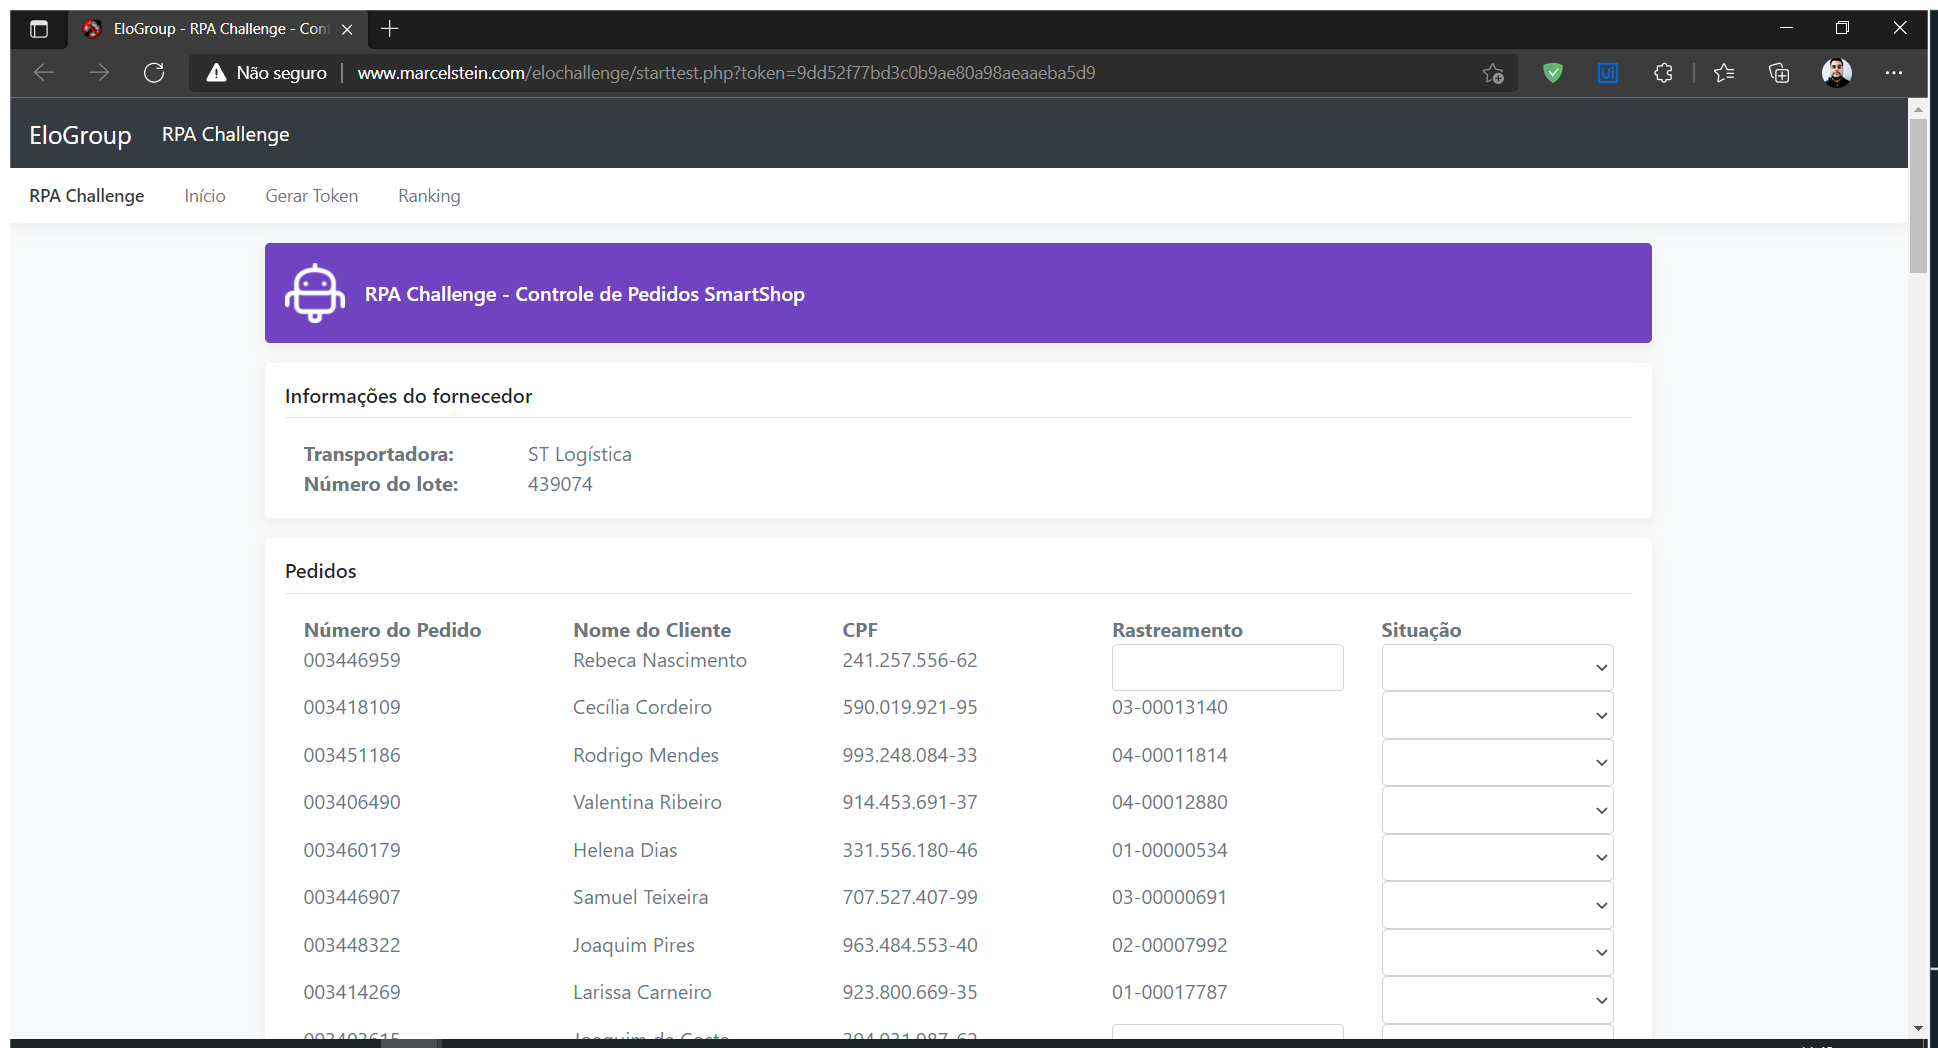 EloGroup - RPA Challenge - Cont
Não seguro | www.marcelstein.com/elochallenge/starttest.php?token=9dd52f77bd3c0b9ae80a98aeaaeba5d9
Ui
EloGroup RPA Challenge
RPA Challenge Início Gerar Token Ranking
RPA Challenge - Controle de Pedidos SmartShop
Informações do fornecedor
Transportadora: ST Logística
Número do lote: 439074
Pedidos
Número do Pedido Nome do Cliente CPF Rastreamento Situação
003446959 Rebeca Nascimento 241.257.556-62
003418109 Cecília Cordeiro 590.019.921-95 03-00013140
003451186 Rodrigo Mendes 993.248.084-33 04-00011814
003406490 Valentina Ribeiro 914.453.691-37 04-00012880
003460179 Helena Dias 331.556.180-46 01-00000534
003446907 Samuel Teixeira 707.527.407-99 03-00000691
003448322 Joaquim Pires 963.484.553-40 02-00007992
003414269 Larissa Carneiro 923.800.669-35 01-00017787